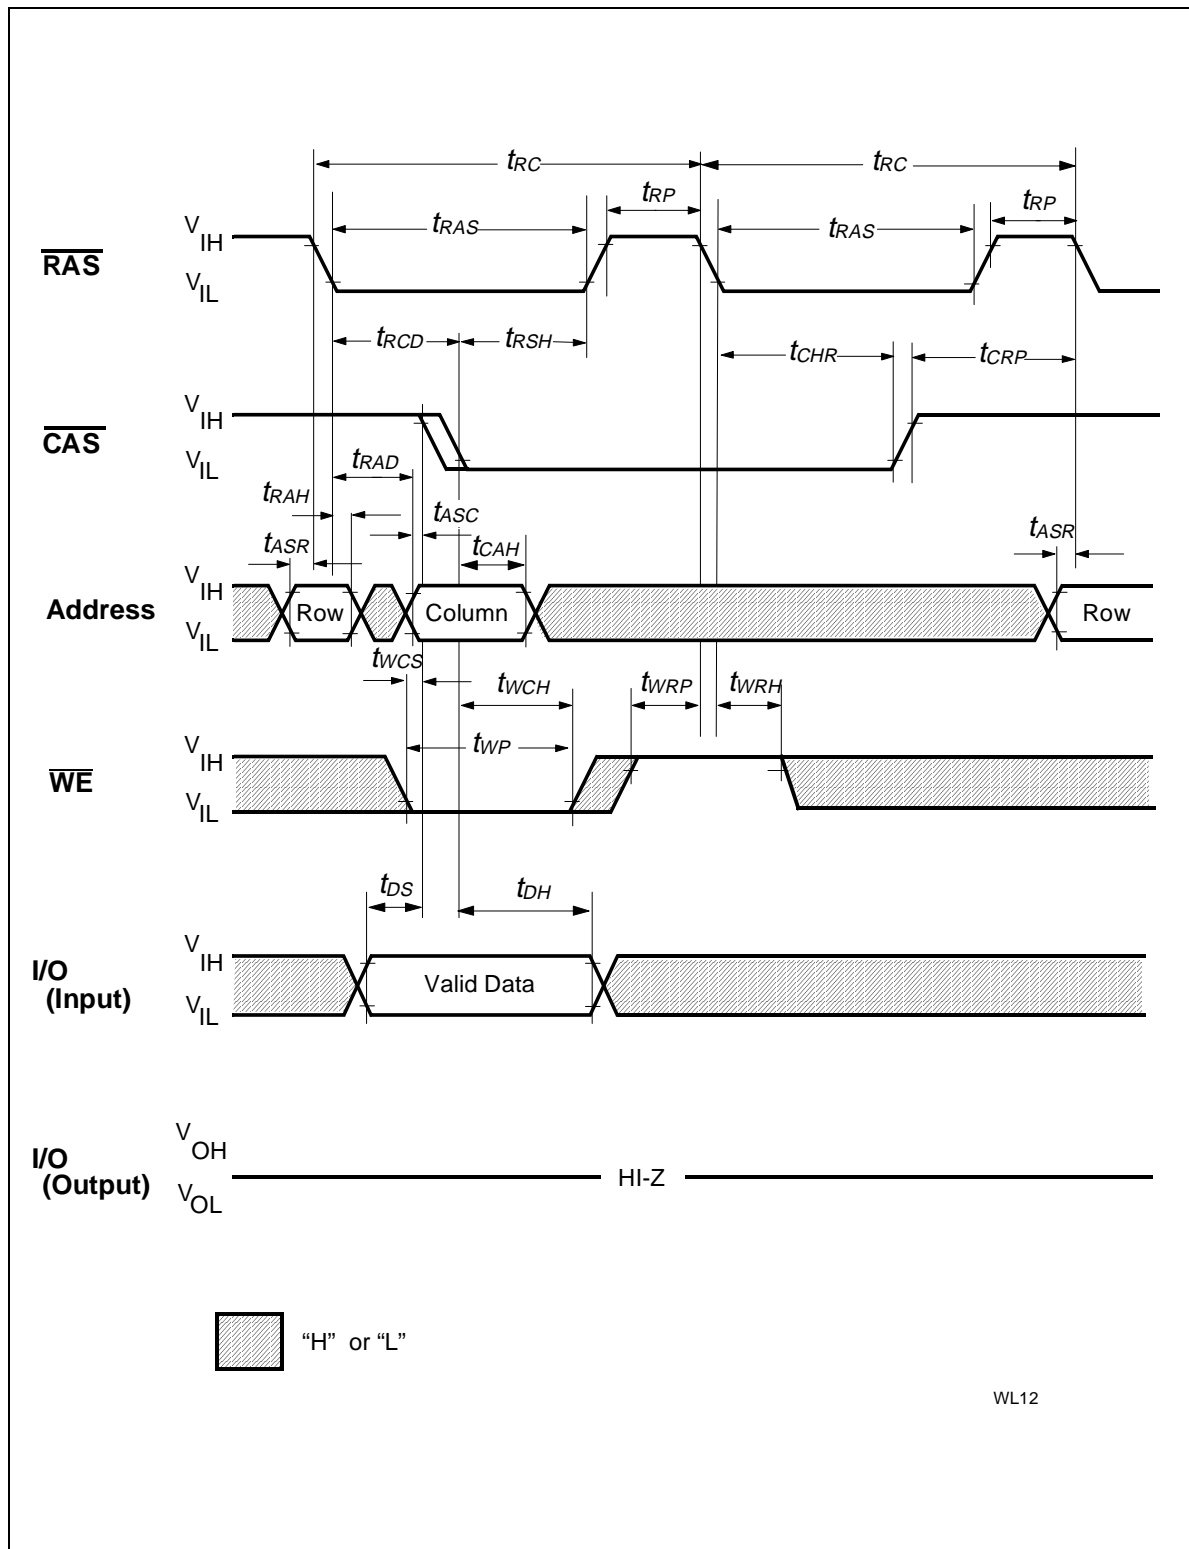 tRC tRC
tRP tRP
tRAS tRAS
RAS VIH
VIL
tRCD tRSH tCHR tCRP
CAS VIH
VIL
tRAD
tRAH tASC
tASR tCAH tASR
Address VIH
VIL
Row Column Row
tWCS
tWCH tWRP tWRH
tWP
WE VIH
VIL
tDS tDH
I/O
(Input)
VIH
VIL
Valid Data
I/O
(Output)
VOH
VOL
HI-Z
“H” or “L”
WL12